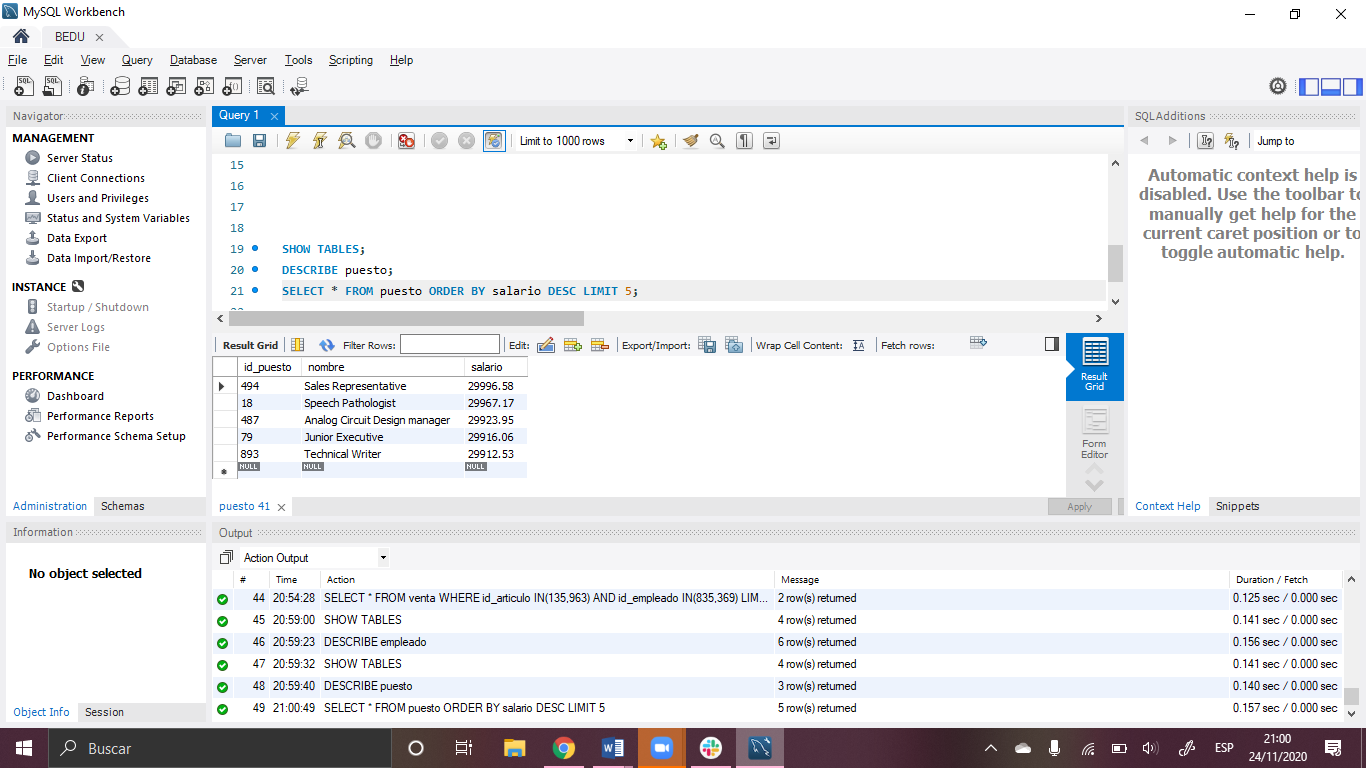 MySQL Workbench
BEDU
File Edit View Query Database Server Tools Scripting Help
Navigator
MANAGEMENT
Server Status
Client Connections
Users and Privileges
Status and System Variables
Data Export
Data Import/Restore
INSTANCE
Startup / Shutdown
Server Logs
Options File
PERFORMANCE
Dashboard
Performance Reports
Performance Schema Setup
Administration Schemas
Information
No object selected
Object Info Session
Query 1
Limit to 1000 rows
15
16
17
18
19 SHOW TABLES;
20 DESCRIBE puesto;
21 SELECT * FROM puesto ORDER BY salario DESC LIMIT 5;
Result Grid Filter Rows: Edit: Export/Import: Wrap Cell Content: Fetch rows:
id_puesto nombre salario
494 Sales Representative 29996.58
18 Speech Pathologist 29967.17
487 Analog Circuit Design manager 29923.95
79 Junior Executive 29916.06
893 Technical Writer 29912.53
NULL NULL NULL
Result
Grid
Form
Editor
puesto 41
Apply
SQLAdditions
Jump to
Automatic context help is
disabled. Use the toolbar to
manually get help for the
current caret position or to
toggle automatic help.
Context Help Snippets
Output
Action Output
# Time Action Message Duration / Fetch
44 20:54:28 SELECT * FROM venta WHERE id_articulo IN(135,963) AND id_empleado IN(835,369) LIM... 2 row(s) returned 0.125 sec / 0.000 sec
45 20:59:00 SHOW TABLES 4 row(s) returned 0.141 sec / 0.000 sec
46 20:59:23 DESCRIBE empleado 6 row(s) returned 0.156 sec / 0.000 sec
47 20:59:32 SHOW TABLES 4 row(s) returned 0.141 sec / 0.000 sec
48 20:59:40 DESCRIBE puesto 3 row(s) returned 0.140 sec / 0.000 sec
49 21:00:49 SELECT * FROM puesto ORDER BY salario DESC LIMIT 5 5 row(s) returned 0.157 sec / 0.000 sec
Buscar
ESP
21:00
24/11/2020